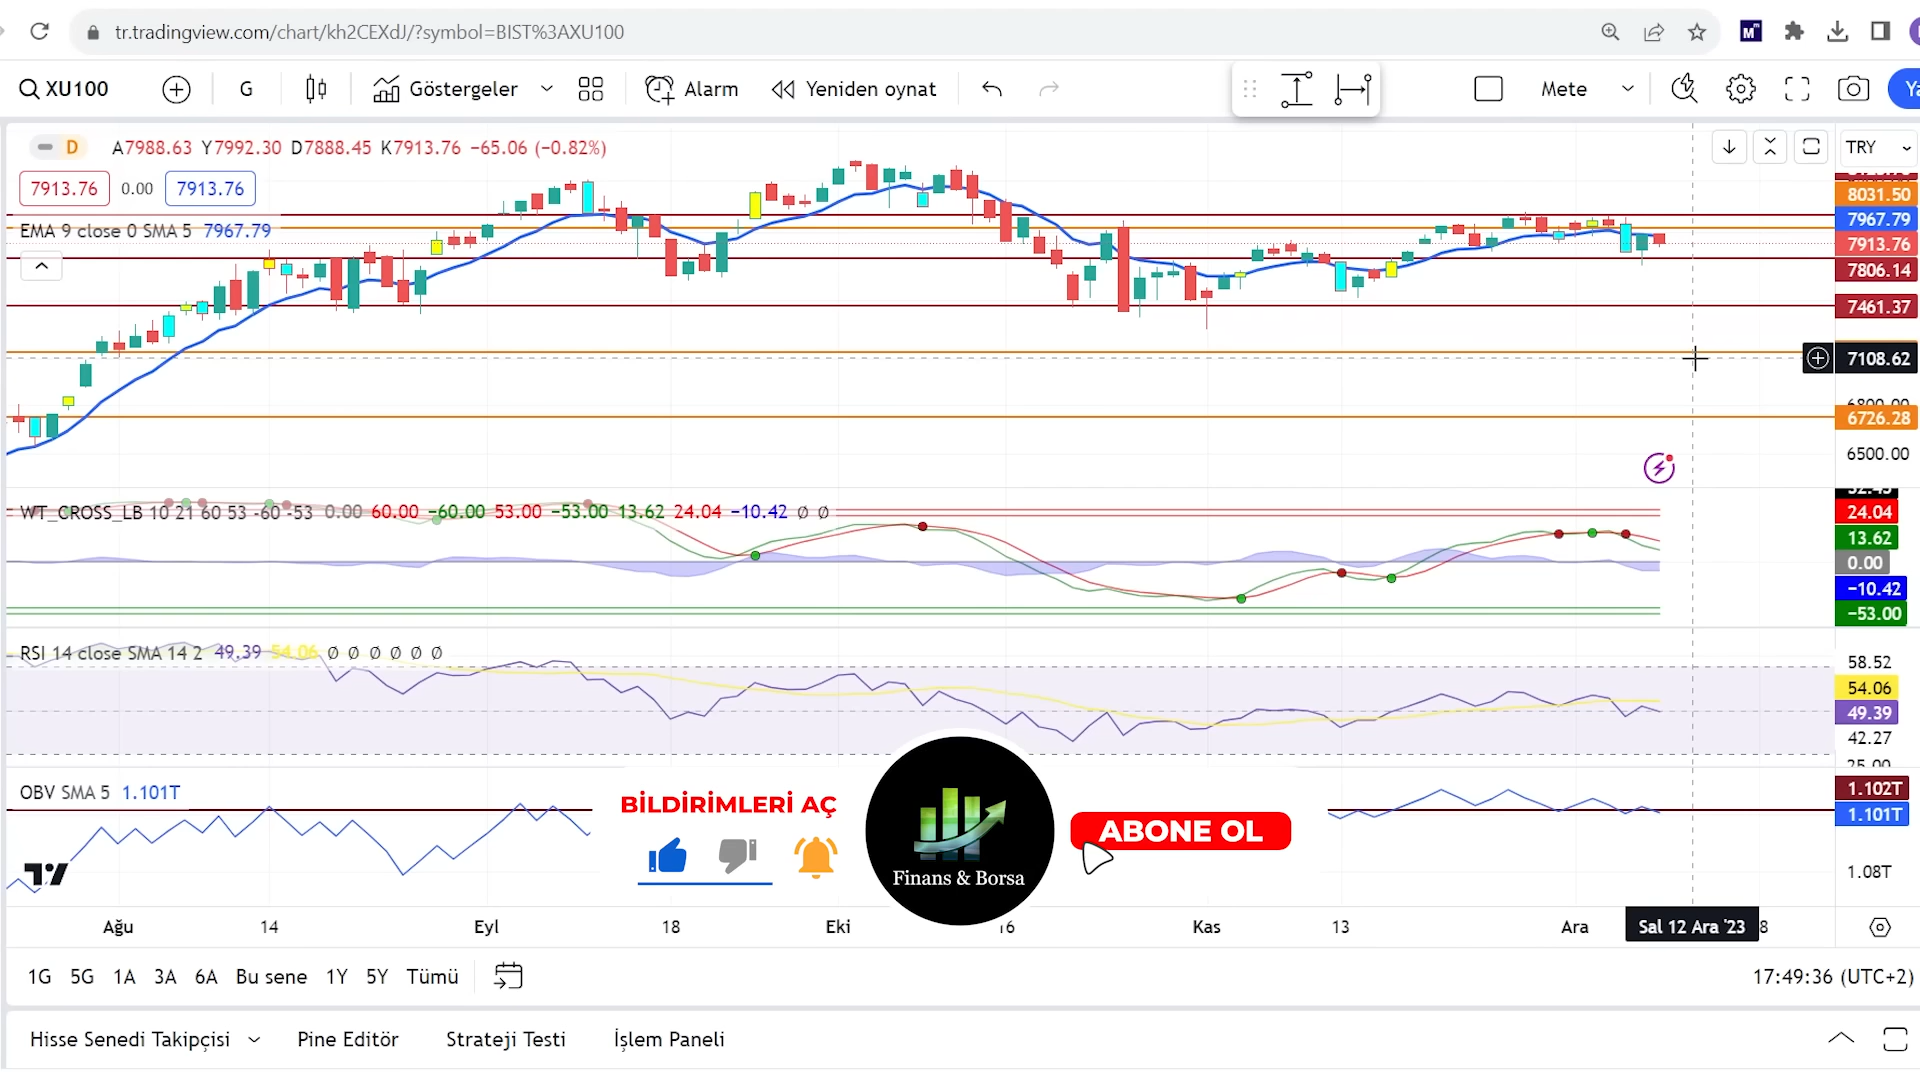 tr.tradingview.com/chart/kh2CEXdJ/?symbol=BIST%3AXU100
XU100 G Göstergeler Alarm Yeniden oynat Mete
D A7988.63 Y7992.30 D7888.45 K7913.76 −65.06 (−0.82%) TRY
7913.76 0.00 7913.76
EMA 9 close 0 SMA 5 7967.79
8031.50
7967.79
7913.76
7806.14
7461.37
7108.62
6726.28
6500.00
WT_CROSS_LB 10 21 60 53 -60 -53 0.00 60.00 −60.00 53.00 −53.00 13.62 24.04 −10.42 ∅ ∅
24.04
13.62
0.00
−10.42
−53.00
RSI 14 close SMA 14 2 49.39 54.06 ∅ ∅ ∅ ∅ ∅ ∅
58.52
54.06
49.39
42.27
OBV SMA 5 1.101T
1.102T
1.101T
1.08T
BİLDİRİMLERİ AÇ
Finans & Borsa
ABONE OL
Ağu 14 Eyl 18 Eki 16 Kas 13 Ara Sal 12 Ara '23
1G 5G 1A 3A 6A Bu sene 1Y 5Y Tümü 17:49:36 (UTC+2)
Hisse Senedi Takipçisi Pine Editör Strateji Testi İşlem Paneli